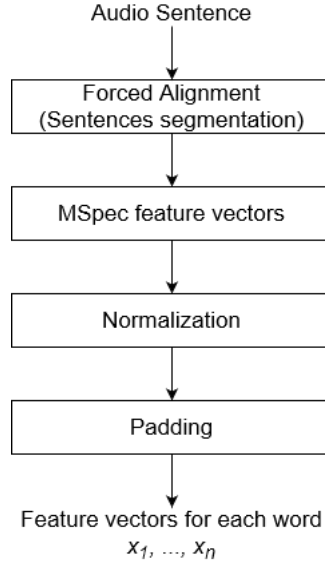 Audio Sentence
Forced Alignment
(Sentences segmentation)
MSpec feature vectors
Normalization
Padding
Feature vectors for each word
x₁, ..., xₙ